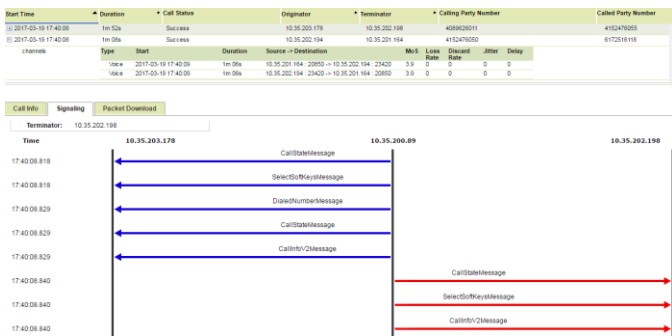 Start Time Duration Call Status Originator Terminator Calling Party Number Called Party Number
2017-03-19 17:40:08 1m 52s Success 10.35.203.178 10.35.202.198 4089628011 4152476055
2017-03-19 17:40:08 1m 06s Success 10.35.202.194 10.35.201.164 4152476050 6172516118
channels Type Start Duration Source -> Destination MoS Loss Rate Discard Rate Jitter Delay
Voice 2017-03-19 17:40:09 1m 06s 10.35.201.164 : 20850 -> 10.35.202.194 : 23420 3.9 0 0 0 0
Voice 2017-03-19 17:40:09 1m 06s 10.35.202.194 : 23420 -> 10.35.201.164 : 20850 3.9 0 0 0 0
Call Info Signaling Packet Download
Terminator: 10.35.202.198
Time 10.35.203.178 10.35.200.89 10.35.202.198
CallStateMessage
17:40:08.818
SelectSoftKeysMessage
17:40:08.818
DialedNumberMessage
17:40:08.829
CallStateMessage
17:40:08.829
CallInfoV2Message
17:40:08.829
CallStateMessage
17:40:08.840
SelectSoftKeysMessage
17:40:08.840
CallInfoV2Message
17:40:08.840